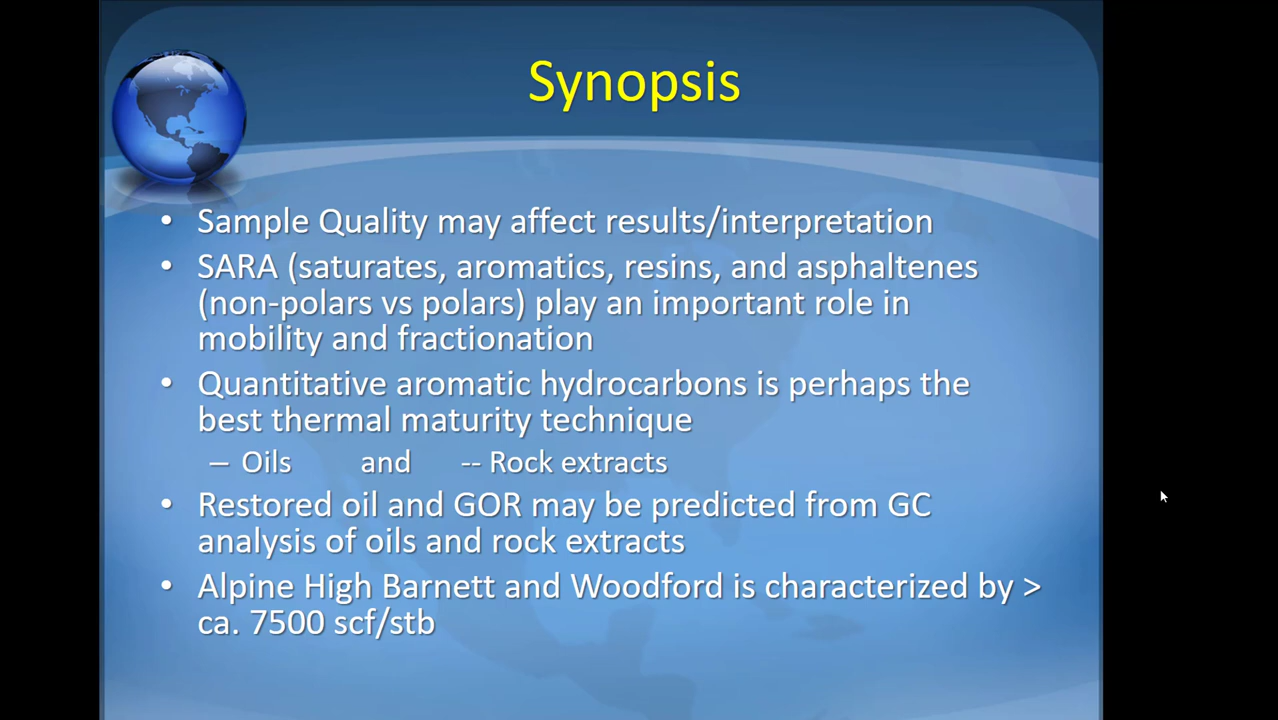 Synopsis
• Sample Quality may affect results/interpretation
• SARA (saturates, aromatics, resins, and asphaltenes
(non-polars vs polars) play an important role in
mobility and fractionation
• Quantitative aromatic hydrocarbons is perhaps the
best thermal maturity technique
– Oils and -- Rock extracts
• Restored oil and GOR may be predicted from GC
analysis of oils and rock extracts
• Alpine High Barnett and Woodford is characterized by >
ca. 7500 scf/stb